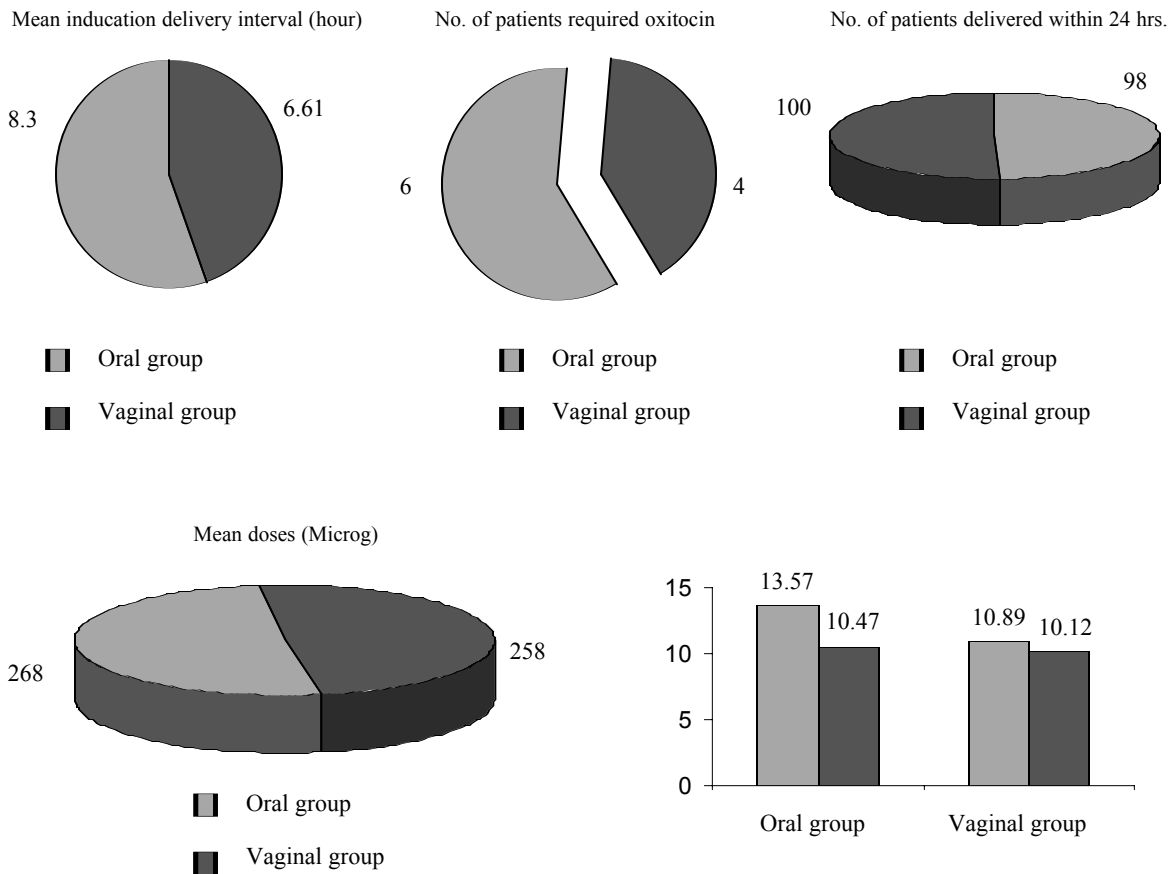 Mean inducation delivery interval (hour)
8.3
6.61
Oral group
Vaginal group
No. of patients required oxitocin
6
4
Oral group
Vaginal group
No. of patients delivered within 24 hrs.
100
98
Oral group
Vaginal group
Mean doses (Microg)
268
258
Oral group
Vaginal group
15
10
5
0
13.57
10.47
10.89
10.12
Oral group
Vaginal group